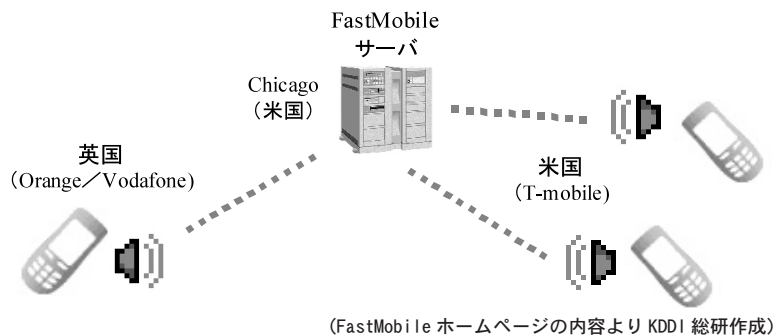 FastMobile
サーバ
Chicago
（米国）
英国
（Orange／Vodafone）
米国
（T-mobile）
（FastMobile ホームページの内容より KDDI 総研作成）